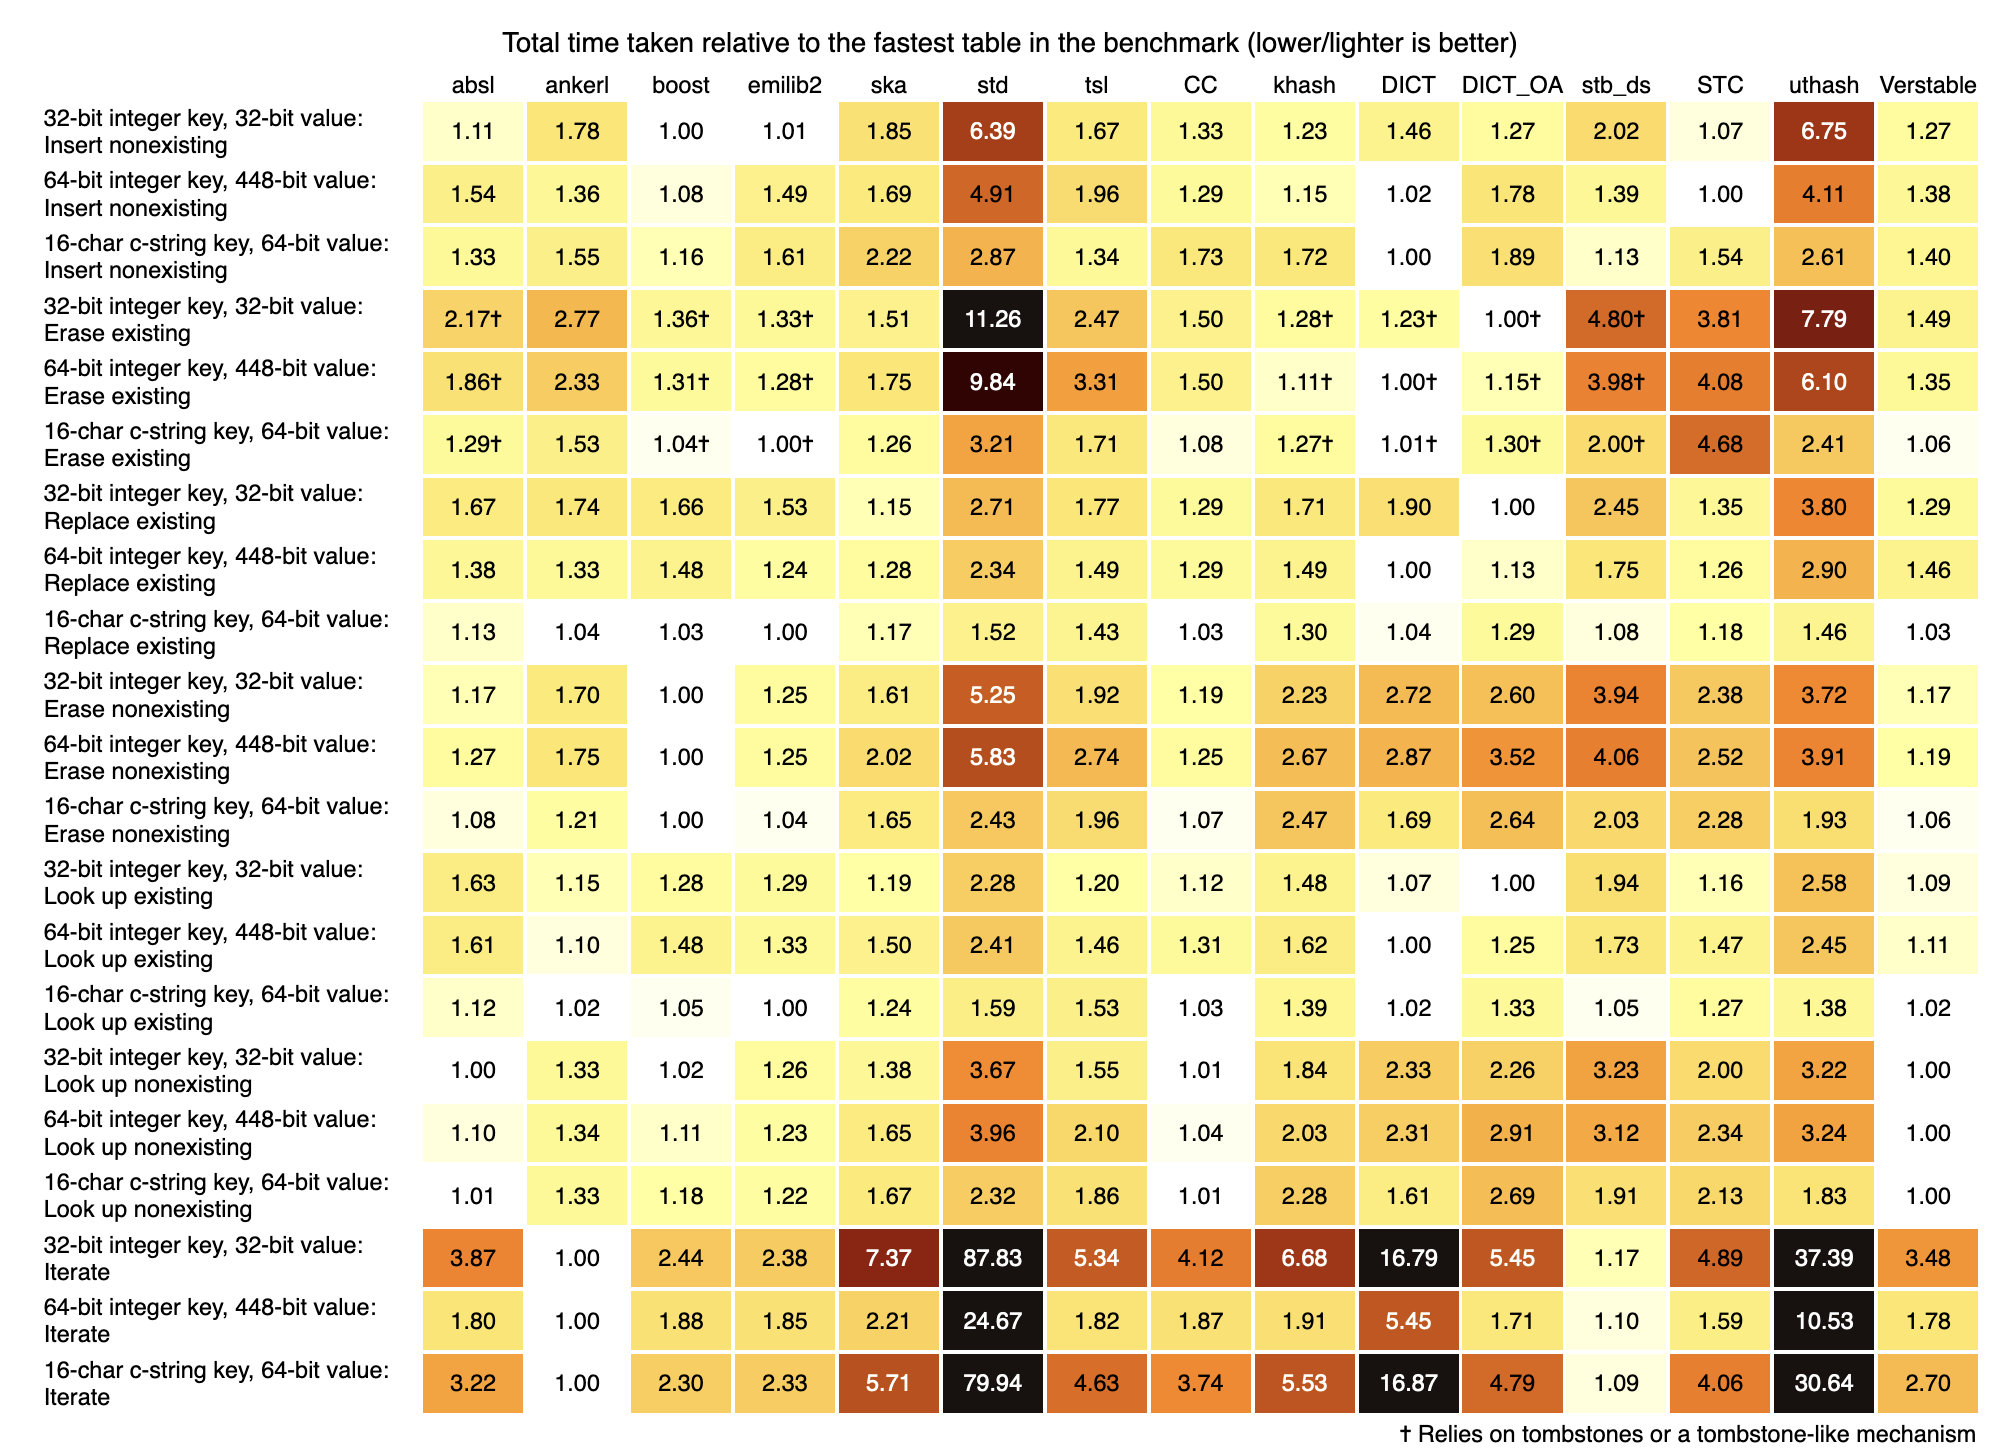 Total time taken relative to the fastest table in the benchmark (lower/lighter is better)
absl ankerl boost emilib2 ska std tsl CC khash DICT DICT_OA stb_ds STC uthash Verstable
32-bit integer key, 32-bit value:
Insert nonexisting
1.11 1.78 1.00 1.01 1.85 6.39 1.67 1.33 1.23 1.46 1.27 2.02 1.07 6.75 1.27
64-bit integer key, 448-bit value:
Insert nonexisting
1.54 1.36 1.08 1.49 1.69 4.91 1.96 1.29 1.15 1.02 1.78 1.39 1.00 4.11 1.38
16-char c-string key, 64-bit value:
Insert nonexisting
1.33 1.55 1.16 1.61 2.22 2.87 1.34 1.73 1.72 1.00 1.89 1.13 1.54 2.61 1.40
32-bit integer key, 32-bit value:
Erase existing
2.17† 2.77 1.36† 1.33† 1.51 11.26 2.47 1.50 1.28† 1.23† 1.00† 4.80† 3.81 7.79 1.49
64-bit integer key, 448-bit value:
Erase existing
1.86† 2.33 1.31† 1.28† 1.75 9.84 3.31 1.50 1.11† 1.00† 1.15† 3.98† 4.08 6.10 1.35
16-char c-string key, 64-bit value:
Erase existing
1.29† 1.53 1.04† 1.00† 1.26 3.21 1.71 1.08 1.27† 1.01† 1.30† 2.00† 4.68 2.41 1.06
32-bit integer key, 32-bit value:
Replace existing
1.67 1.74 1.66 1.53 1.15 2.71 1.77 1.29 1.71 1.90 1.00 2.45 1.35 3.80 1.29
64-bit integer key, 448-bit value:
Replace existing
1.38 1.33 1.48 1.24 1.28 2.34 1.49 1.29 1.49 1.00 1.13 1.75 1.26 2.90 1.46
16-char c-string key, 64-bit value:
Replace existing
1.13 1.04 1.03 1.00 1.17 1.52 1.43 1.03 1.30 1.04 1.29 1.08 1.18 1.46 1.03
32-bit integer key, 32-bit value:
Erase nonexisting
1.17 1.70 1.00 1.25 1.61 5.25 1.92 1.19 2.23 2.72 2.60 3.94 2.38 3.72 1.17
64-bit integer key, 448-bit value:
Erase nonexisting
1.27 1.75 1.00 1.25 2.02 5.83 2.74 1.25 2.67 2.87 3.52 4.06 2.52 3.91 1.19
16-char c-string key, 64-bit value:
Erase nonexisting
1.08 1.21 1.00 1.04 1.65 2.43 1.96 1.07 2.47 1.69 2.64 2.03 2.28 1.93 1.06
32-bit integer key, 32-bit value:
Look up existing
1.63 1.15 1.28 1.29 1.19 2.28 1.20 1.12 1.48 1.07 1.00 1.94 1.16 2.58 1.09
64-bit integer key, 448-bit value:
Look up existing
1.61 1.10 1.48 1.33 1.50 2.41 1.46 1.31 1.62 1.00 1.25 1.73 1.47 2.45 1.11
16-char c-string key, 64-bit value:
Look up existing
1.12 1.02 1.05 1.00 1.24 1.59 1.53 1.03 1.39 1.02 1.33 1.05 1.27 1.38 1.02
32-bit integer key, 32-bit value:
Look up nonexisting
1.00 1.33 1.02 1.26 1.38 3.67 1.55 1.01 1.84 2.33 2.26 3.23 2.00 3.22 1.00
64-bit integer key, 448-bit value:
Look up nonexisting
1.10 1.34 1.11 1.23 1.65 3.96 2.10 1.04 2.03 2.31 2.91 3.12 2.34 3.24 1.00
16-char c-string key, 64-bit value:
Look up nonexisting
1.01 1.33 1.18 1.22 1.67 2.32 1.86 1.01 2.28 1.61 2.69 1.91 2.13 1.83 1.00
32-bit integer key, 32-bit value:
Iterate
3.87 1.00 2.44 2.38 7.37 87.83 5.34 4.12 6.68 16.79 5.45 1.17 4.89 37.39 3.48
64-bit integer key, 448-bit value:
Iterate
1.80 1.00 1.88 1.85 2.21 24.67 1.82 1.87 1.91 5.45 1.71 1.10 1.59 10.53 1.78
16-char c-string key, 64-bit value:
Iterate
3.22 1.00 2.30 2.33 5.71 79.94 4.63 3.74 5.53 16.87 4.79 1.09 4.06 30.64 2.70
† Relies on tombstones or a tombstone-like mechanism